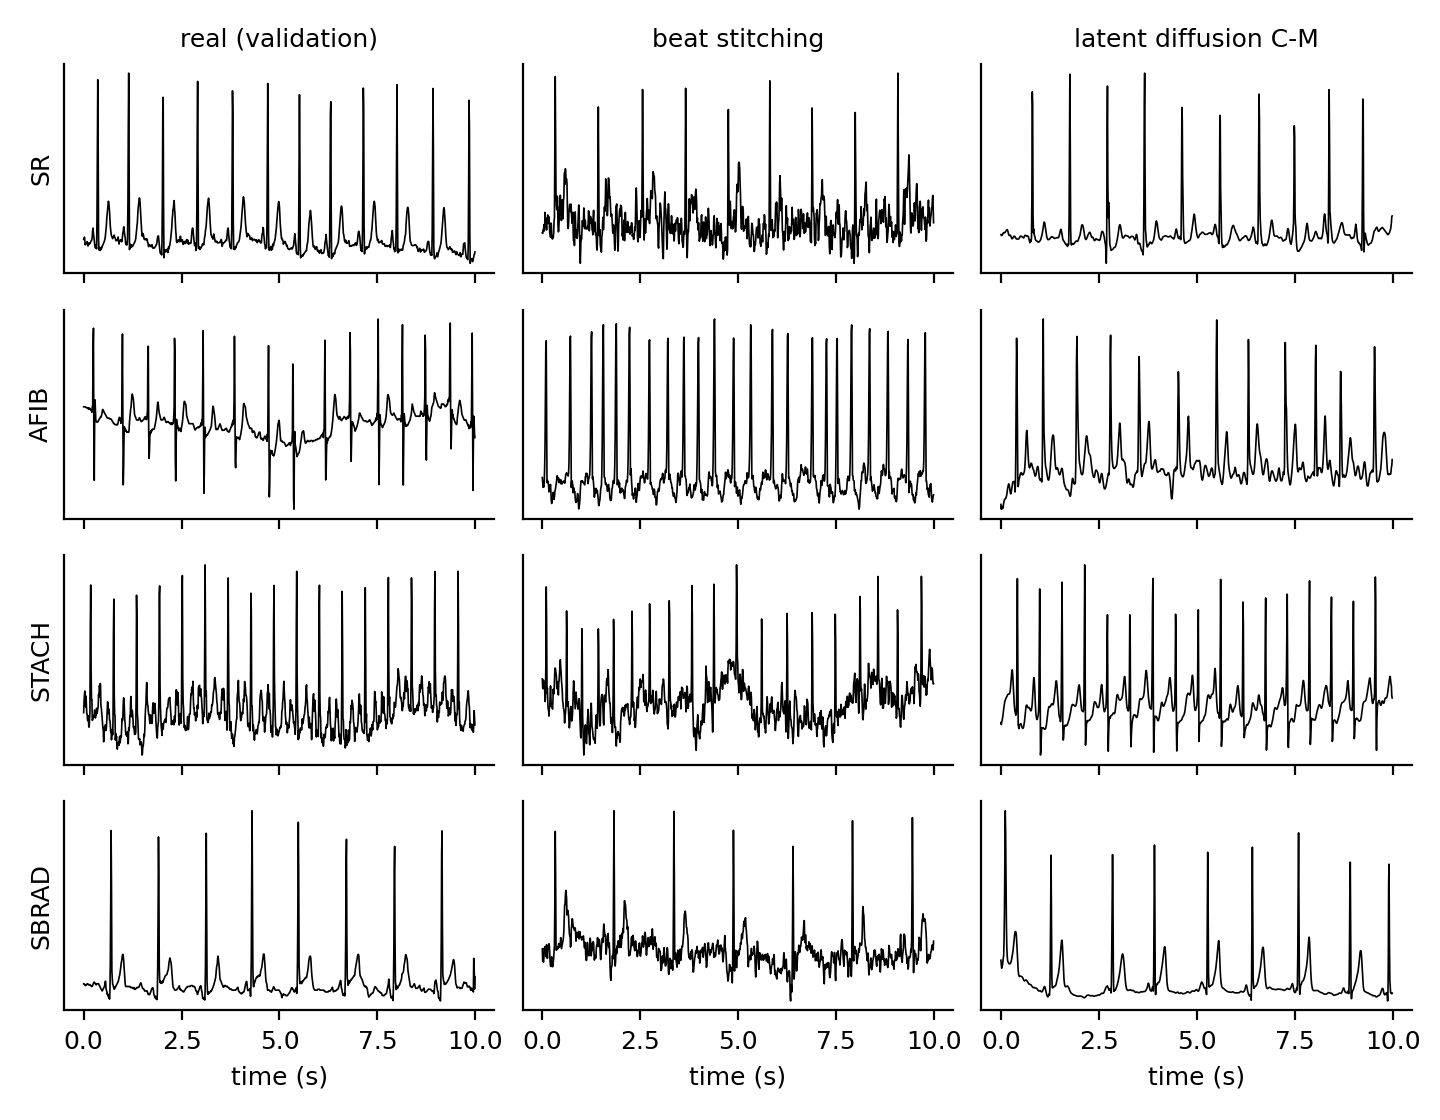 real (validation)
beat stitching
latent diffusion C-M
SR
AFIB
STACH
SBRAD
0.0 2.5 5.0 7.5 10.0
0.0 2.5 5.0 7.5 10.0
0.0 2.5 5.0 7.5 10.0
time (s)
time (s)
time (s)